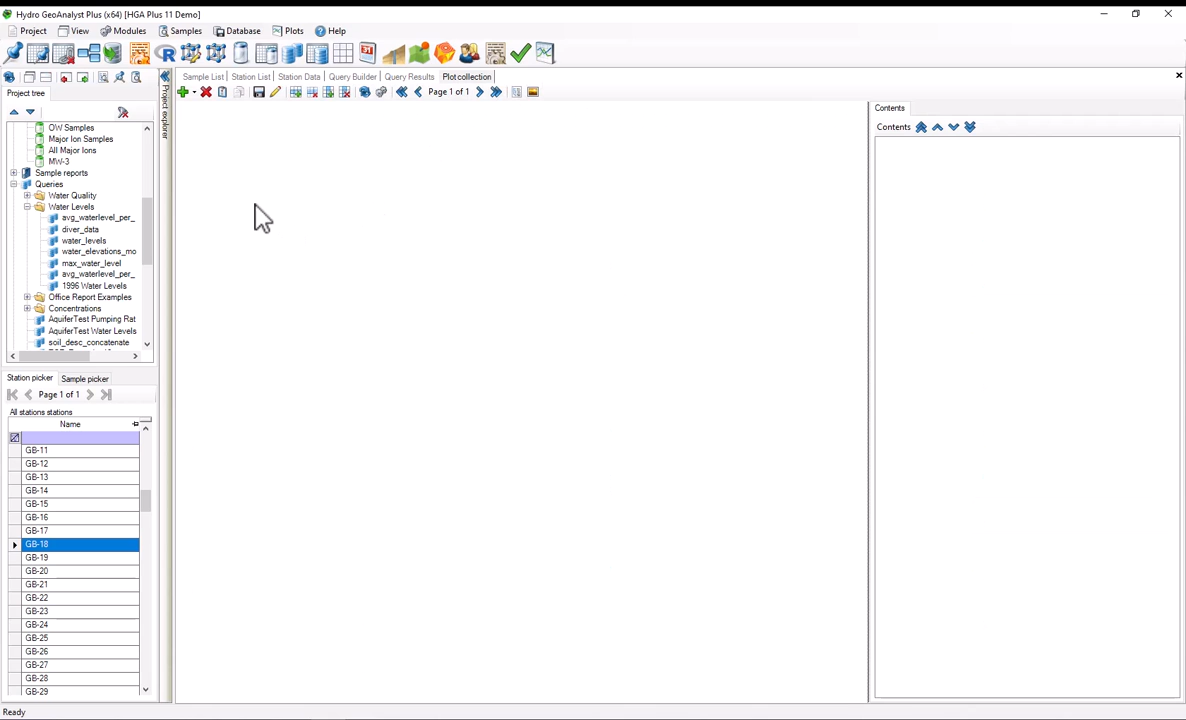 Hydro GeoAnalyst Plus (x64) [HGA Plus 11 Demo]
Project View Modules Samples Database Plots Help
Sample List Station List Station Data Query Builder Query Results Plot collection
Project tree
Page 1 of 1
Project explorer
Contents
Contents
OW Samples
Major Ion Samples
All Major Ions
MW-3
Sample reports
Queries
Water Quality
Water Levels
avg_waterlevel_per_
diver_data
water_levels
water_elevations_mo
max_water_level
avg_waterlevel_per_
1996 Water Levels
Office Report Examples
Concentrations
AquiferTest Pumping Rat
AquiferTest Water Levels
soil_desc_concatenate
Station picker Sample picker
Page 1 of 1
All stations stations
Name
GB-11
GB-12
GB-13
GB-14
GB-15
GB-16
GB-17
GB-18
GB-19
GB-20
GB-21
GB-22
GB-23
GB-24
GB-25
GB-26
GB-27
GB-28
GB-29
Ready